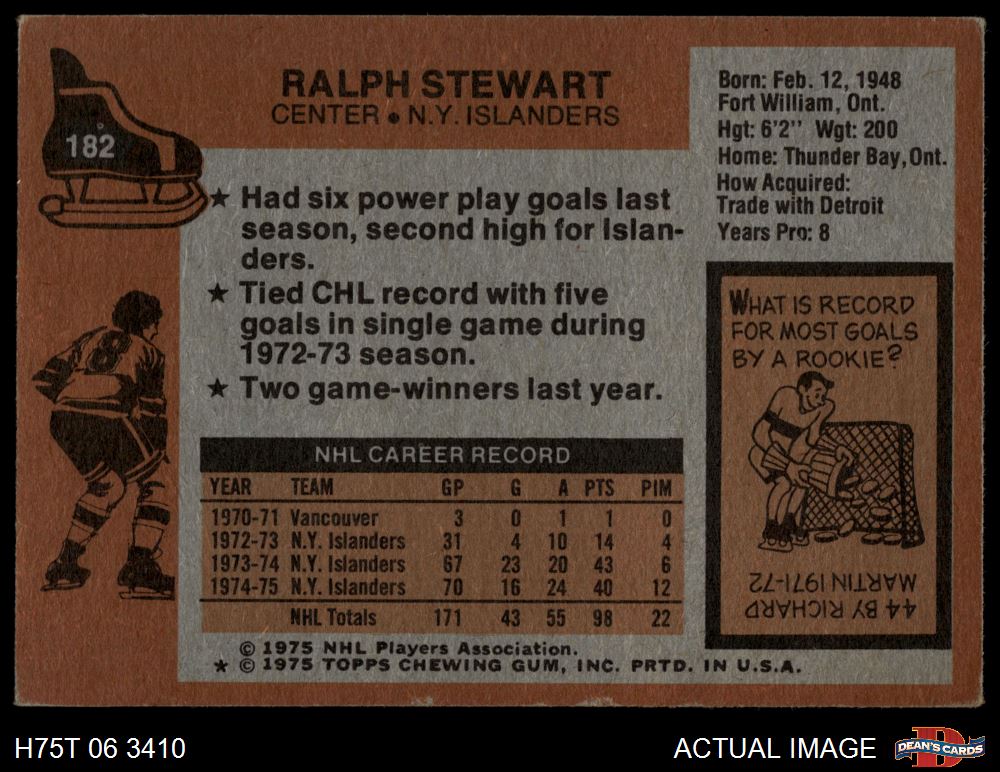 RALPH STEWART
CENTER • N.Y. ISLANDERS
182
Born: Feb. 12, 1948
Fort William, Ont.
Hgt: 6'2" Wgt: 200
Home: Thunder Bay, Ont.
How Acquired:
Trade with Detroit
Years Pro: 8
★ Had six power play goals last
season, second high for Islan-
ders.
★ Tied CHL record with five
goals in single game during
1972-73 season.
★ Two game-winners last year.
8
WHAT IS RECORD
FOR MOST GOALS
BY A ROOKIE?
44 BY RICHARD
MARTIN 1971-72
NHL CAREER RECORD
YEAR TEAM GP G A PTS PIM
1970-71 Vancouver 3 0 1 1 0
1972-73 N.Y. Islanders 31 4 10 14 4
1973-74 N.Y. Islanders 67 23 20 43 6
1974-75 N.Y. Islanders 70 16 24 40 12
NHL Totals 171 43 55 98 22
© 1975 NHL Players Association.
★ © 1975 TOPPS CHEWING GUM, INC. PRTD. IN U.S.A.
H75T 06 3410
ACTUAL IMAGE
D
DEAN'S CARDS